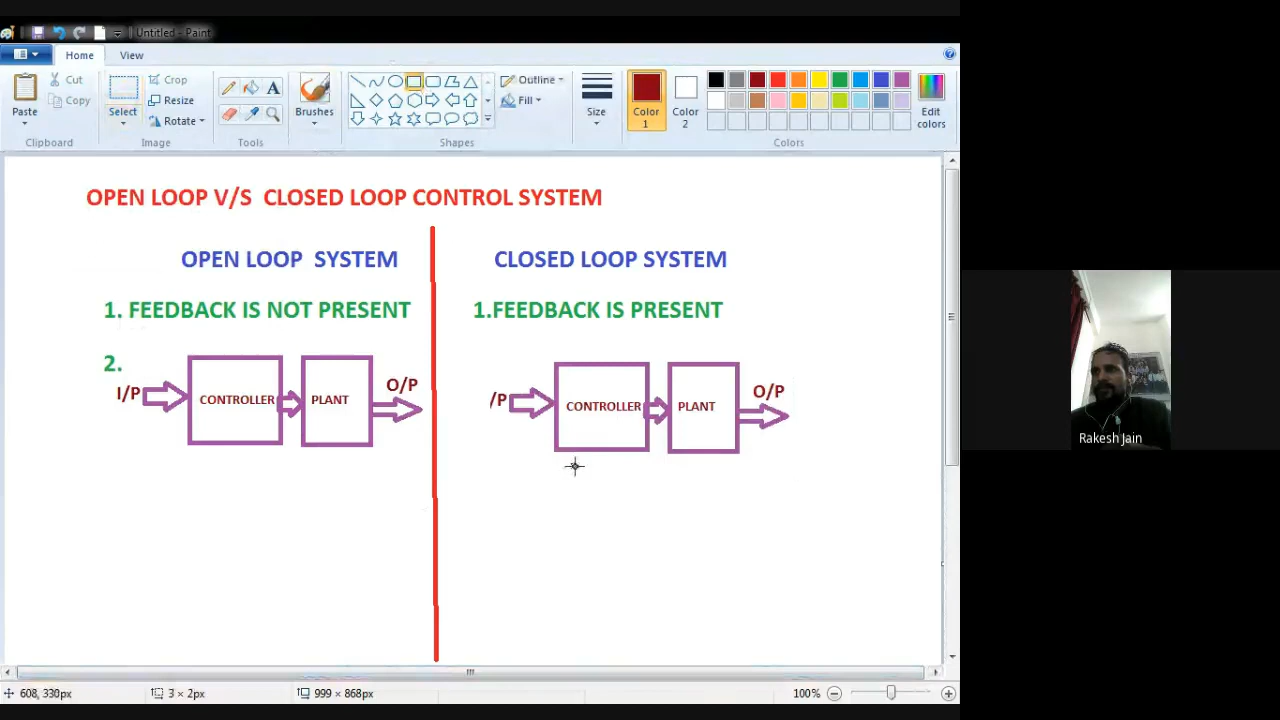 Untitled - Paint
Home View
Paste
Cut
Copy
Clipboard
Select
Crop
Resize
Rotate
Image
Tools
Brushes
Shapes
Outline
Fill
Size
Color 1
Color 2
Edit colors
Colors
OPEN LOOP V/S CLOSED LOOP CONTROL SYSTEM
OPEN LOOP SYSTEM
1. FEEDBACK IS NOT PRESENT
2.
I/P
CONTROLLER
PLANT
O/P
CLOSED LOOP SYSTEM
1.FEEDBACK IS PRESENT
/P
CONTROLLER
PLANT
O/P
Rakesh Jain
608, 330px
3 × 2px
999 × 868px
100%